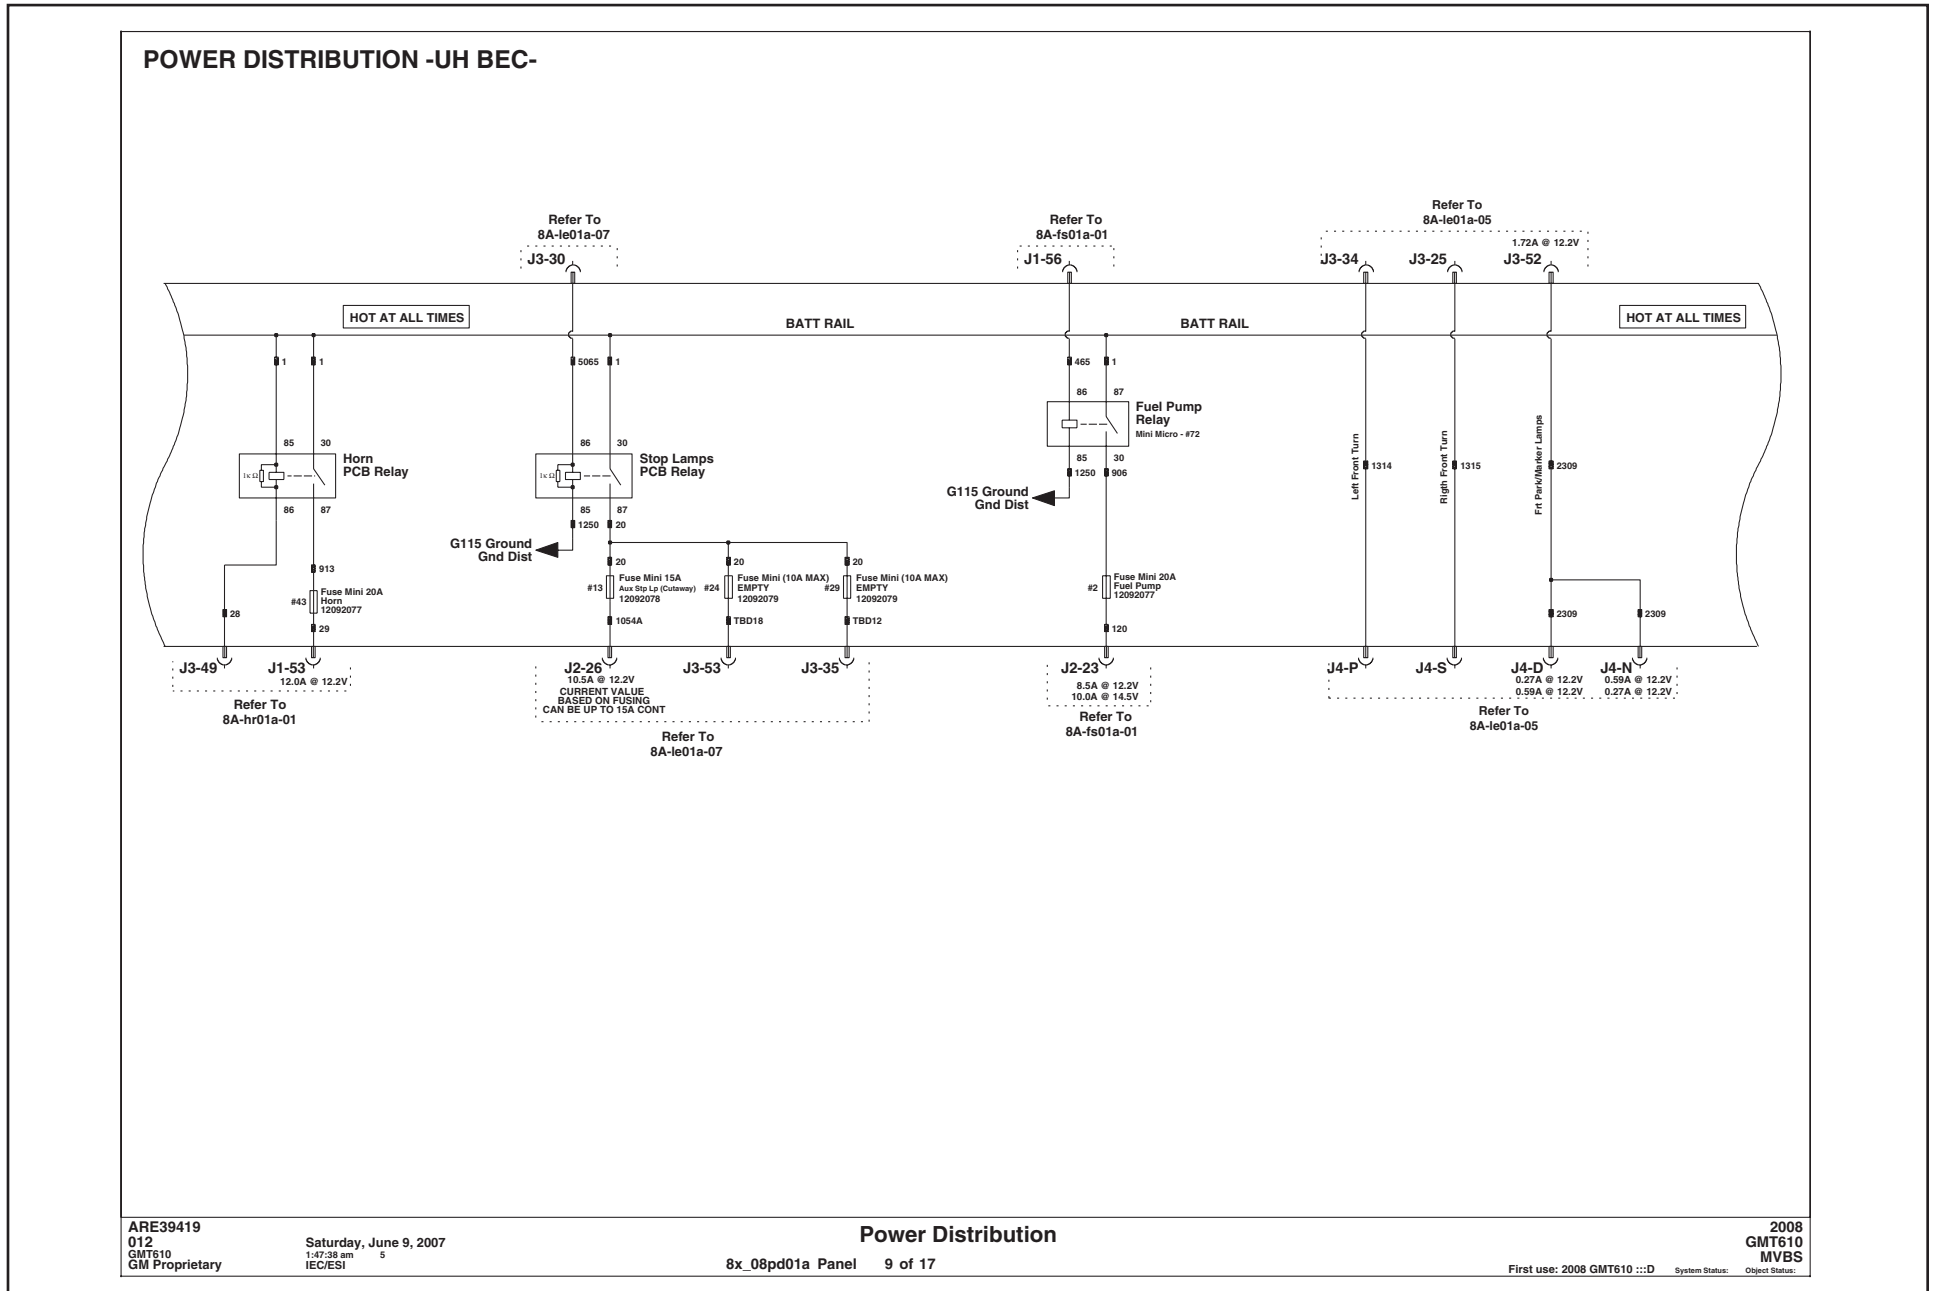 POWER DISTRIBUTION -UH BEC-
Refer To
8A-le01a-07
J3-30
Refer To
8A-fs01a-01
J1-56
Refer To
8A-le01a-05
1.72A @ 12.2V
J3-34
J3-25
J3-52
HOT AT ALL TIMES
BATT RAIL
BATT RAIL
HOT AT ALL TIMES
1
1
5065
1
465
1
86
87
Fuel Pump
Relay
Mini Micro - #72
85
30
1250
906
G115 Ground
Gnd Dist
85
30
Horn
PCB Relay
1K Ω
86
87
86
30
Stop Lamps
PCB Relay
1K Ω
85
87
1250
20
G115 Ground
Gnd Dist
Left Front Turn
1314
Rigth Front Turn
1315
Frt Park/Marker Lamps
2309
913
#43
Fuse Mini 20A
Horn
12092077
28
29
20
#13
Fuse Mini 15A
Aux Stp Lp (Cutaway)
12092078
1054A
20
#24
Fuse Mini (10A MAX)
EMPTY
12092079
TBD18
20
#29
Fuse Mini (10A MAX)
EMPTY
12092079
TBD12
#2
Fuse Mini 20A
Fuel Pump
12092077
120
2309
2309
J3-49
J1-53
12.0A @ 12.2V
Refer To
8A-hr01a-01
J2-26
10.5A @ 12.2V
CURRENT VALUE
BASED ON FUSING
CAN BE UP TO 15A CONT
J3-53
J3-35
Refer To
8A-le01a-07
J2-23
8.5A @ 12.2V
10.0A @ 14.5V
Refer To
8A-fs01a-01
J4-P
J4-S
J4-D
0.27A @ 12.2V
0.59A @ 12.2V
J4-N
0.59A @ 12.2V
0.27A @ 12.2V
Refer To
8A-le01a-05
ARE39419
012
GMT610
GM Proprietary
Saturday, June 9, 2007
1:47:38 am 5
IEC/ESI
Power Distribution
8x_08pd01a Panel 9 of 17
2008
GMT610
MVBS
First use: 2008 GMT610 :::D System Status: Object Status: